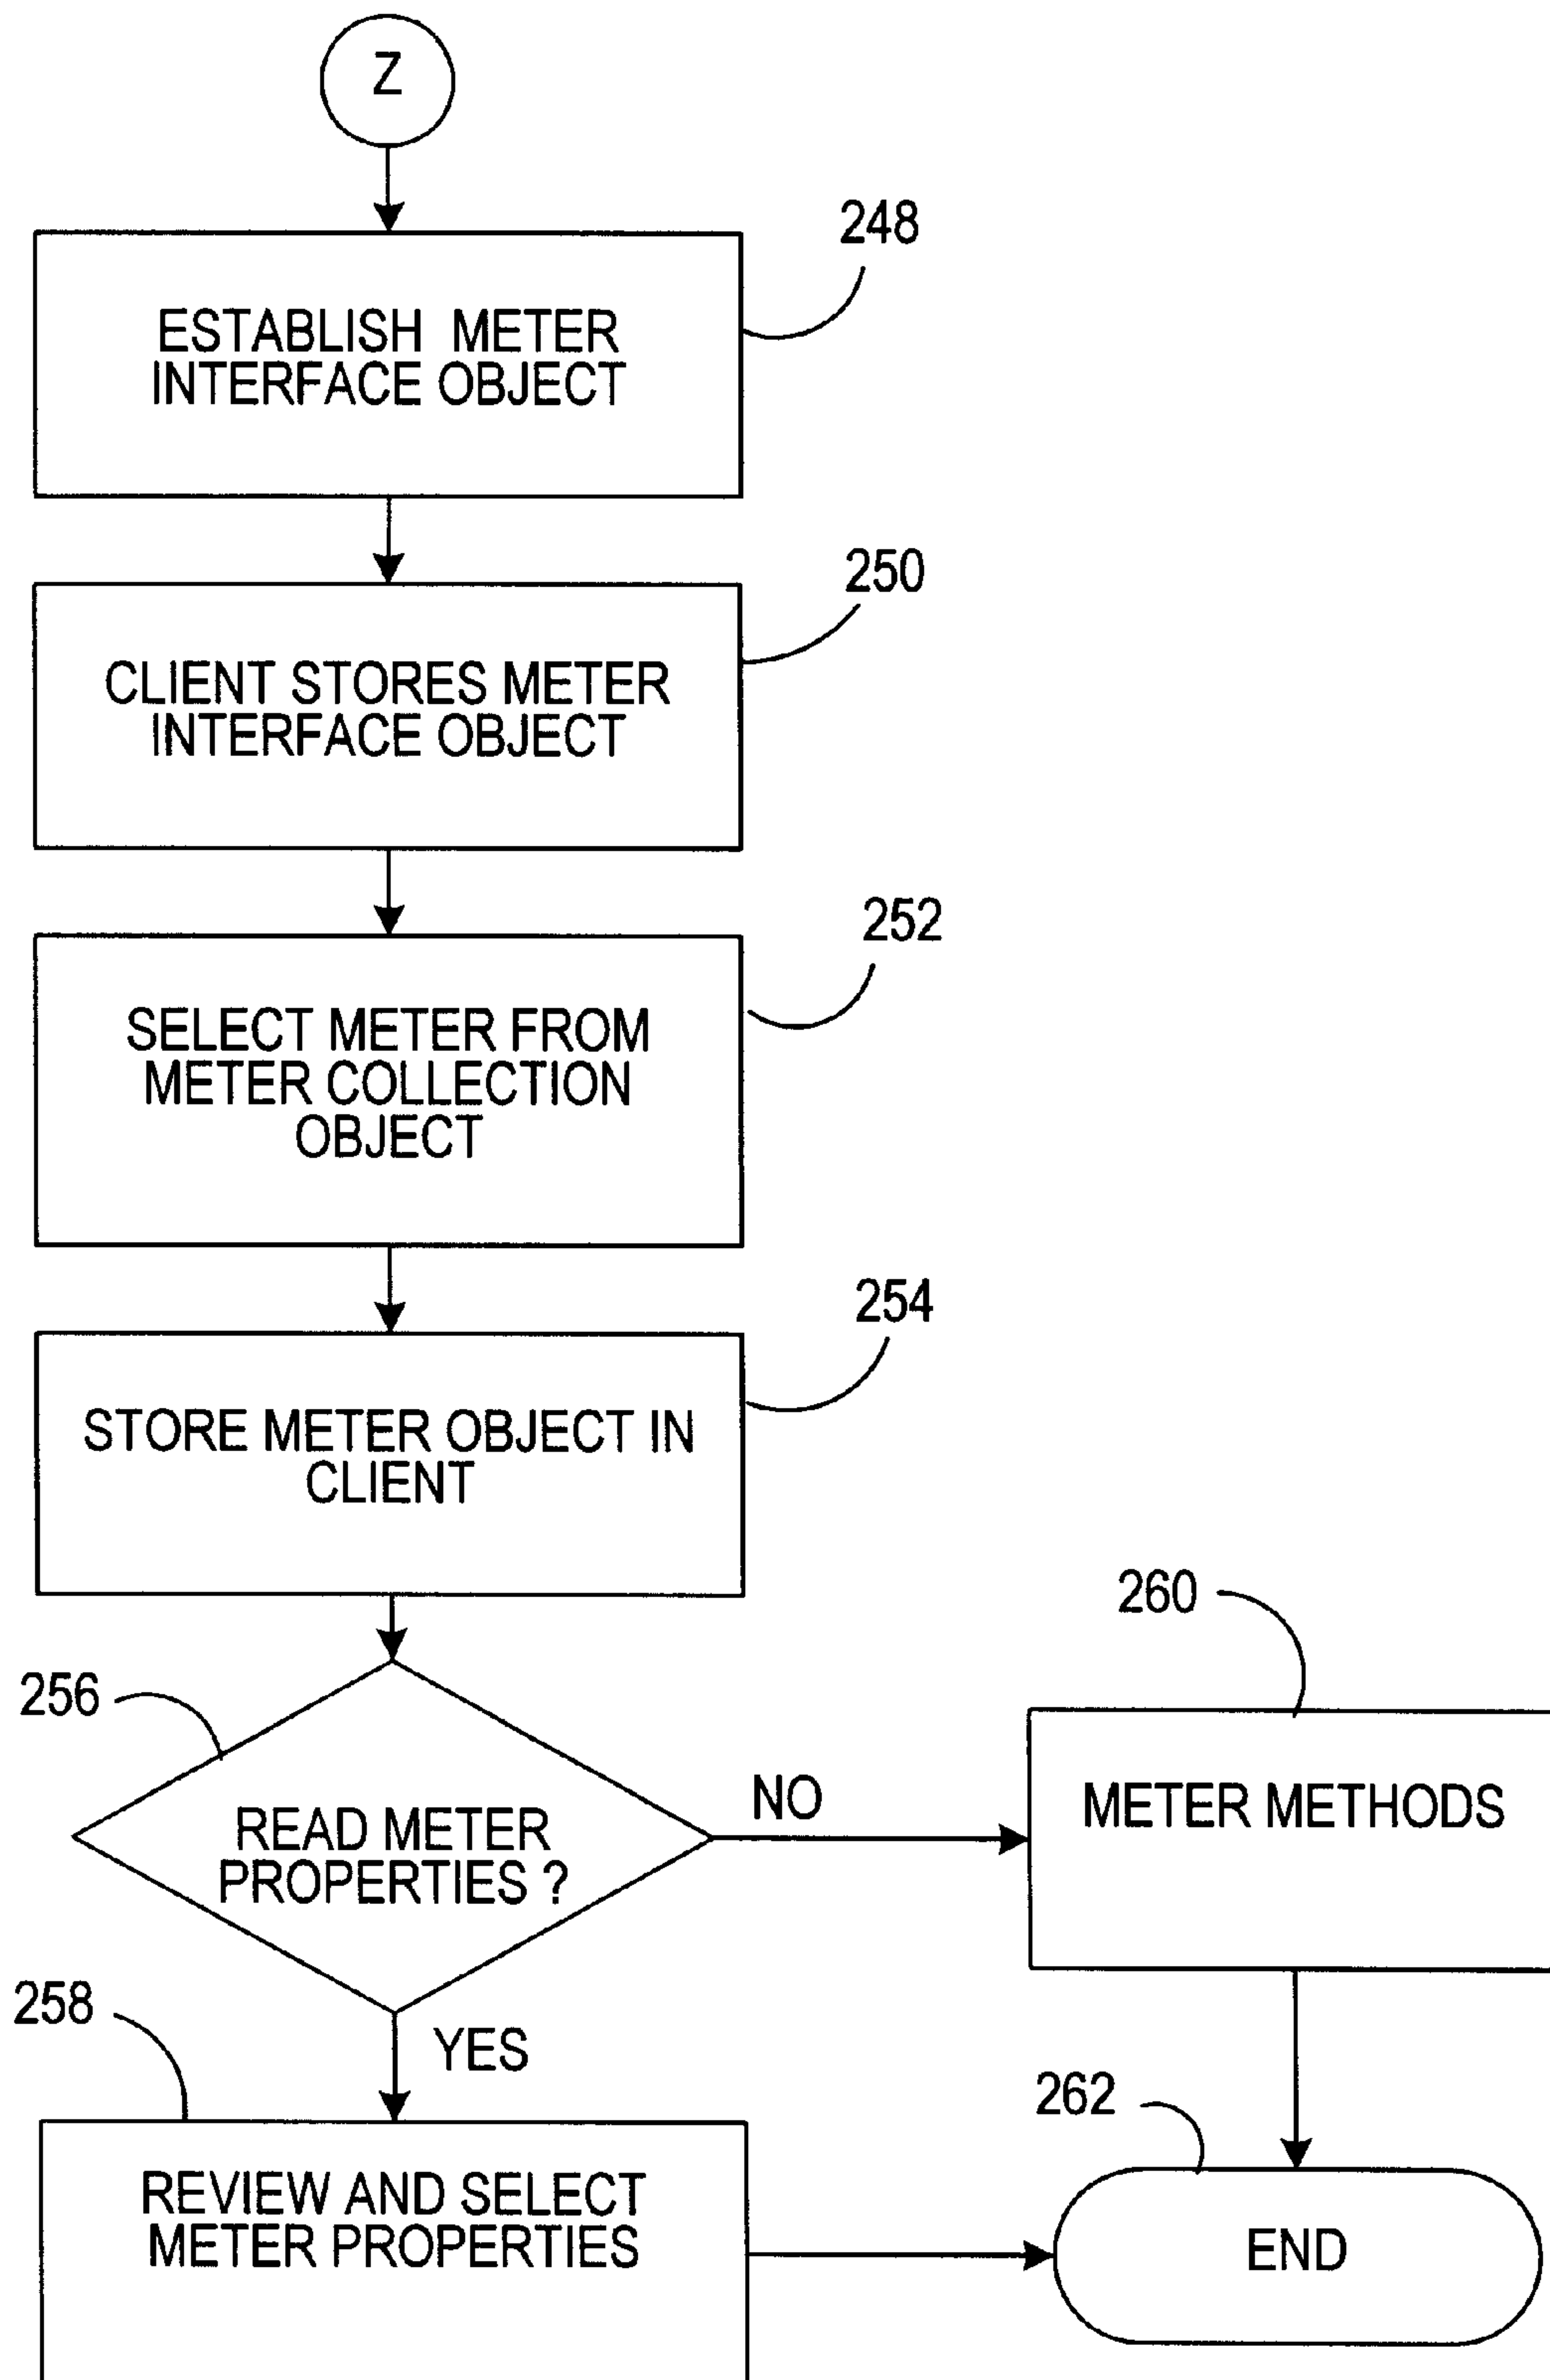 Z
248
ESTABLISH METER
INTERFACE OBJECT
250
CLIENT STORES METER
INTERFACE OBJECT
252
SELECT METER FROM
METER COLLECTION
OBJECT
254
STORE METER OBJECT IN
CLIENT
256
READ METER
PROPERTIES ?
NO
260
METER METHODS
YES
258
REVIEW AND SELECT
METER PROPERTIES
262
END